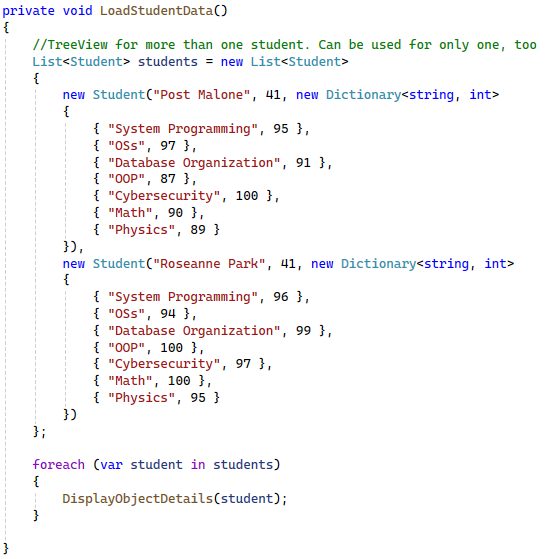 private void LoadStudentData()
{
    //TreeView for more than one student. Can be used for only one, too
    List<Student> students = new List<Student>
    {
        new Student("Post Malone", 41, new Dictionary<string, int>
        {
            { "System Programming", 95 },
            { "OSs", 97 },
            { "Database Organization", 91 },
            { "OOP", 87 },
            { "Cybersecurity", 100 },
            { "Math", 90 },
            { "Physics", 89 }
        }),
        new Student("Roseanne Park", 41, new Dictionary<string, int>
        {
            { "System Programming", 96 },
            { "OSs", 94 },
            { "Database Organization", 99 },
            { "OOP", 100 },
            { "Cybersecurity", 97 },
            { "Math", 100 },
            { "Physics", 95 }
        })
    };

    foreach (var student in students)
    {
        DisplayObjectDetails(student);
    }

}